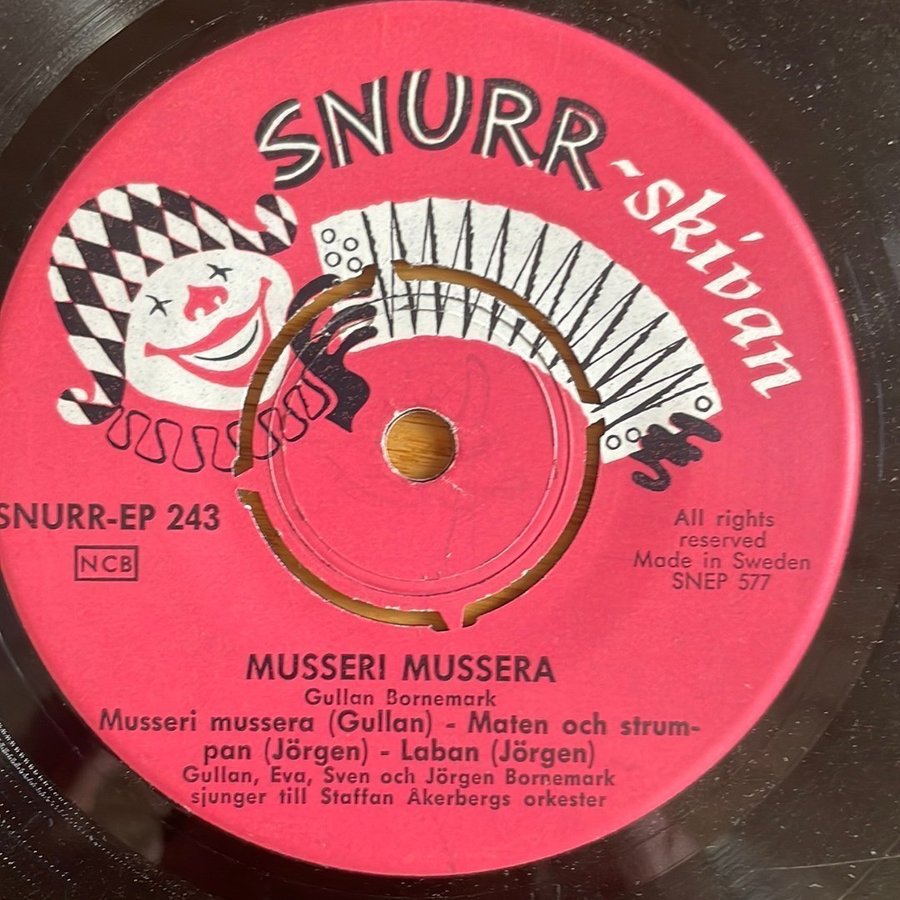 SNURR-skivan
SNURR-EP 243
NCB
All rights
reserved
Made in Sweden
SNEP 577
MUSSERI MUSSERA
Gullan Bornemark
Musseri mussera (Gullan) - Maten och strum-
pan (Jörgen) - Laban (Jörgen)
Gullan, Eva, Sven och Jörgen Bornemark
sjunger till Staffan Åkerbergs orkester